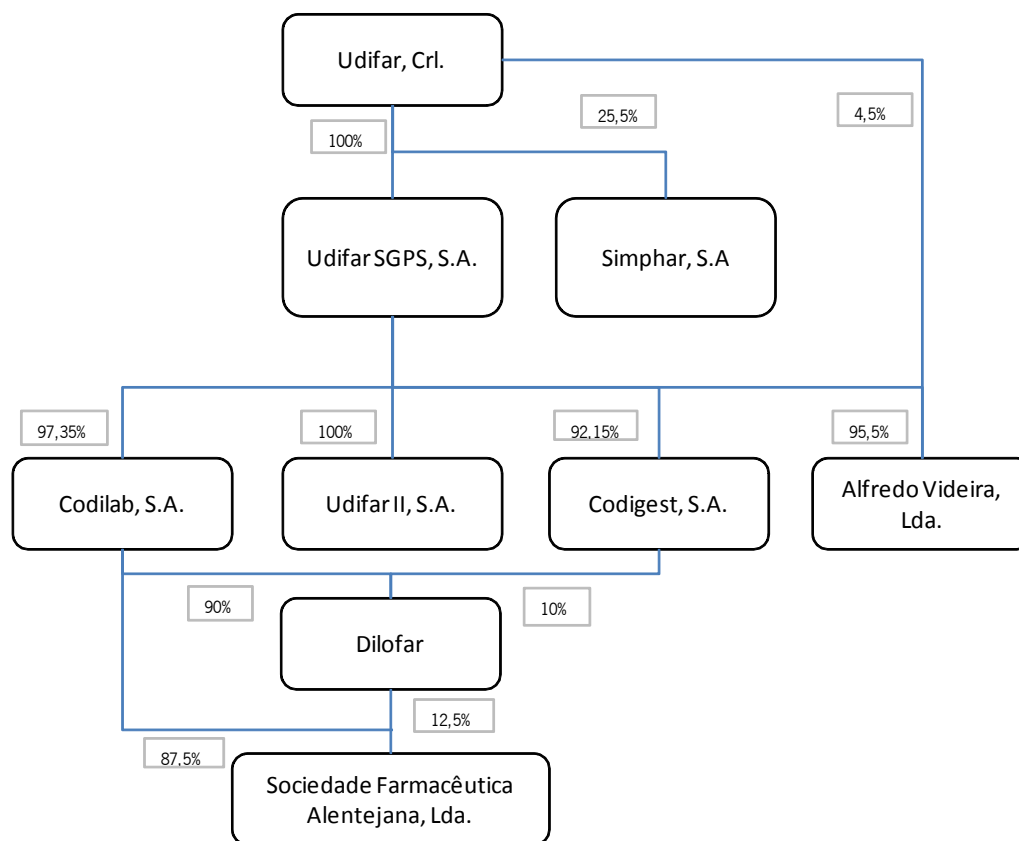 Udifar, Crl.
25,5%
4,5%
100%
Udifar SGPS, S.A.
Simphar, S.A
97,35%
100%
92,15%
95,5%
Codilab, S.A.
Udifar II, S.A.
Codigest, S.A.
Alfredo Videira,
Lda.
90%
10%
Dilofar
12,5%
87,5%
Sociedade Farmacêutica
Alentejana, Lda.